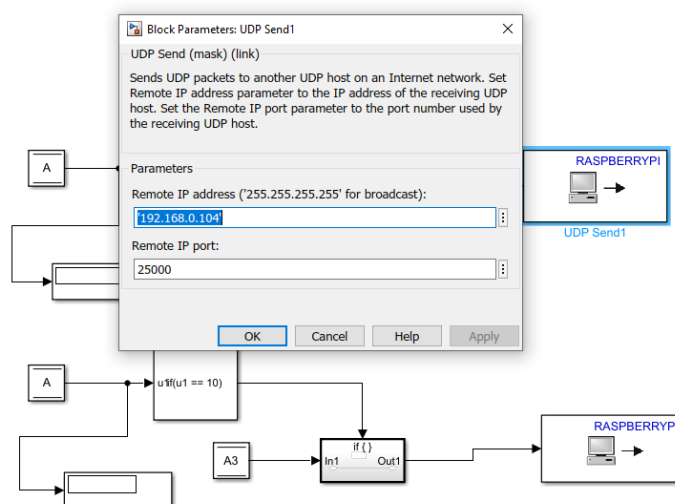 Block Parameters: UDP Send1
UDP Send (mask) (link)
Sends UDP packets to another UDP host on an Internet network. Set
Remote IP address parameter to the IP address of the receiving UDP
host. Set the Remote IP port parameter to the port number used by
the receiving UDP host.
Parameters
Remote IP address ('255.255.255.255' for broadcast):
'192.168.0.104'
Remote IP port:
25000
OK Cancel Help Apply
A
RASPBERRYPI
UDP Send1
A
if(u1 == 10)
RASPBERRYP
A3
if { }
In1 Out1